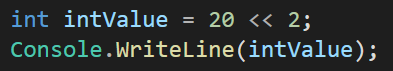 int intValue = 20 << 2;
Console.WriteLine(intValue);